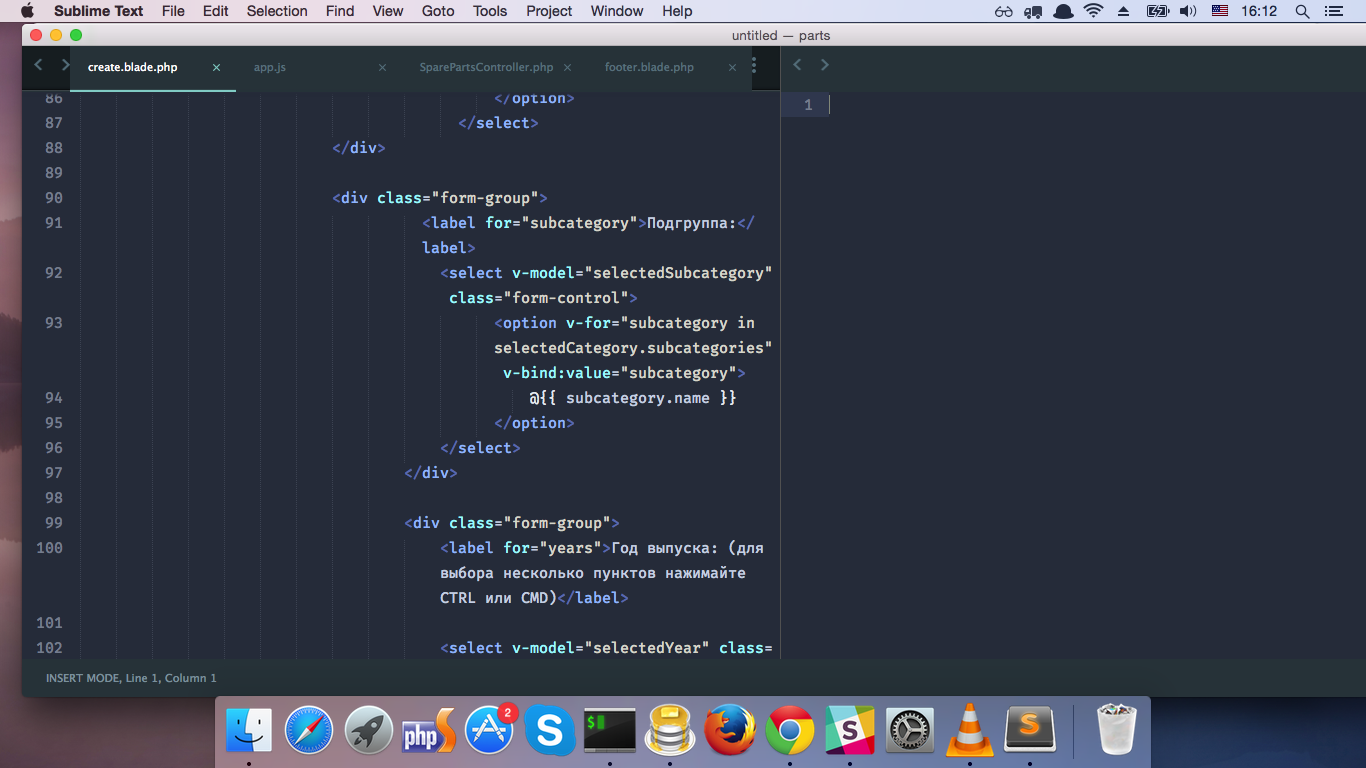 Sublime Text File Edit Selection Find View Goto Tools Project Window Help 16:12
untitled — parts
create.blade.php × app.js × SparePartsController.php × footer.blade.php ×
86 </option>
87 </select>
88 </div>
89
90 <div class="form-group">
91 <label for="subcategory">Подгруппа:</
label>
92 <select v-model="selectedSubcategory"
class="form-control">
93 <option v-for="subcategory in
selectedCategory.subcategories"
v-bind:value="subcategory">
94 @{{ subcategory.name }}
95 </option>
96 </select>
97 </div>
98
99 <div class="form-group">
100 <label for="years">Год выпуска: (для
выбора несколько пунктов нажимайте
CTRL или CMD)</label>
101
102 <select v-model="selectedYear" class=
1
INSERT MODE, Line 1, Column 1
php 2 S $ S S